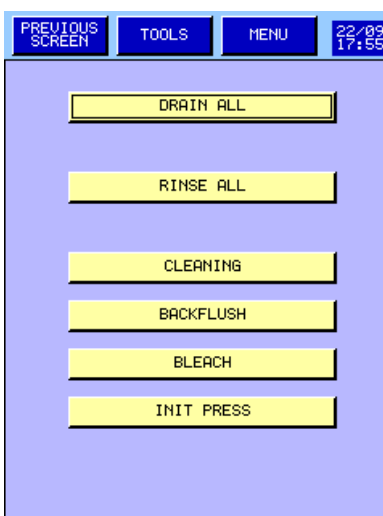 PREVIOUS SCREEN
TOOLS
MENU
22/09
17:55
DRAIN ALL
RINSE ALL
CLEANING
BACKFLUSH
BLEACH
INIT PRESS